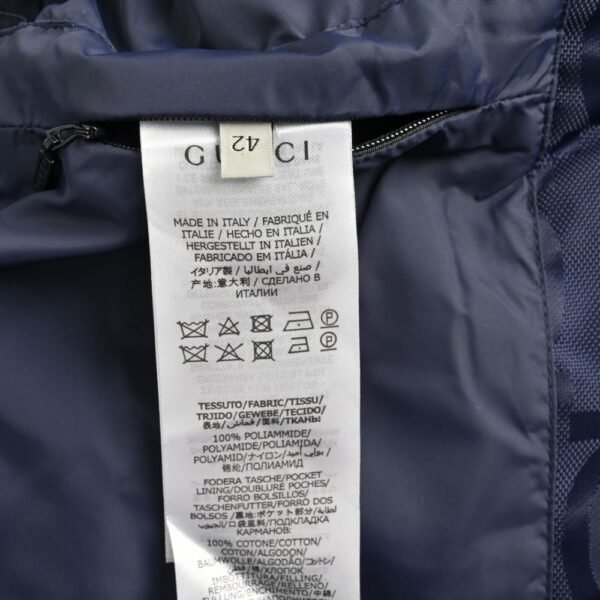 42
GUCCI
MADE IN ITALY / FABRIQUÉ EN
ITALIE / HECHO EN ITALIA /
HERGESTELLT IN ITALIEN /
FABRICADO EM ITÁLIA /
イタリア製 / صنع في ايطاليا /
产地:意大利 / СДЕЛАНО В
ИТАЛИИ
P
P
TESSUTO/FABRIC/TISSU/
TEJIDO/GEWEBE/TECIDO/
表地/قماش/面料/ТКАНЬ:
100% POLIAMMIDE/
POLYAMIDE/POLIAMIDA/
POLYAMID/ナイロン/بولي أميد/
锦纶/ПОЛИАМИД
FODERA TASCHE/POCKET
LINING/DOUBLURE POCHES/
FORRO BOLSILLOS/
TASCHENFUTTER/FORRO DOS
BOLSOS/裏地:ポケット部分/
口袋里料/ПОДКЛАДКА
КАРМАНОВ:
100% COTONE/COTTON/
COTON/ALGODON/
BAUMWOLLE/ALGODÃO/コットン/
棉/ХЛОПОК
IMBOTTITURA/FILLING/
REMBOURRAGE/RELLENO/
FÜLLUNG/ENCHIMENTO/中綿/